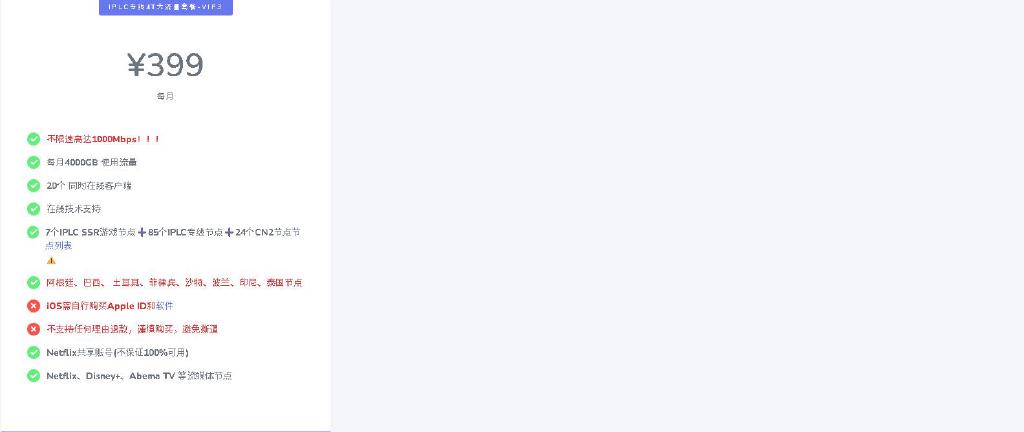 IPLC专线4T大流量套餐-VIP3
¥399
每月
不限速高达1000Mbps！！！
每月4000GB 使用流量
20个 同时在线客户端
在线技术支持
7个IPLC SSR游戏节点➕85个IPLC专线节点➕24个CN2节点节
点列表
⚠️
阿根廷、巴西、土耳其、菲律宾、沙特、波兰、印尼、泰国节点
iOS需自行购买Apple ID和软件
不支持任何理由退款，谨慎购买，避免撕逼
Netflix共享账号(不保证100%可用)
Netflix、Disney+、Abema TV 等流媒体节点